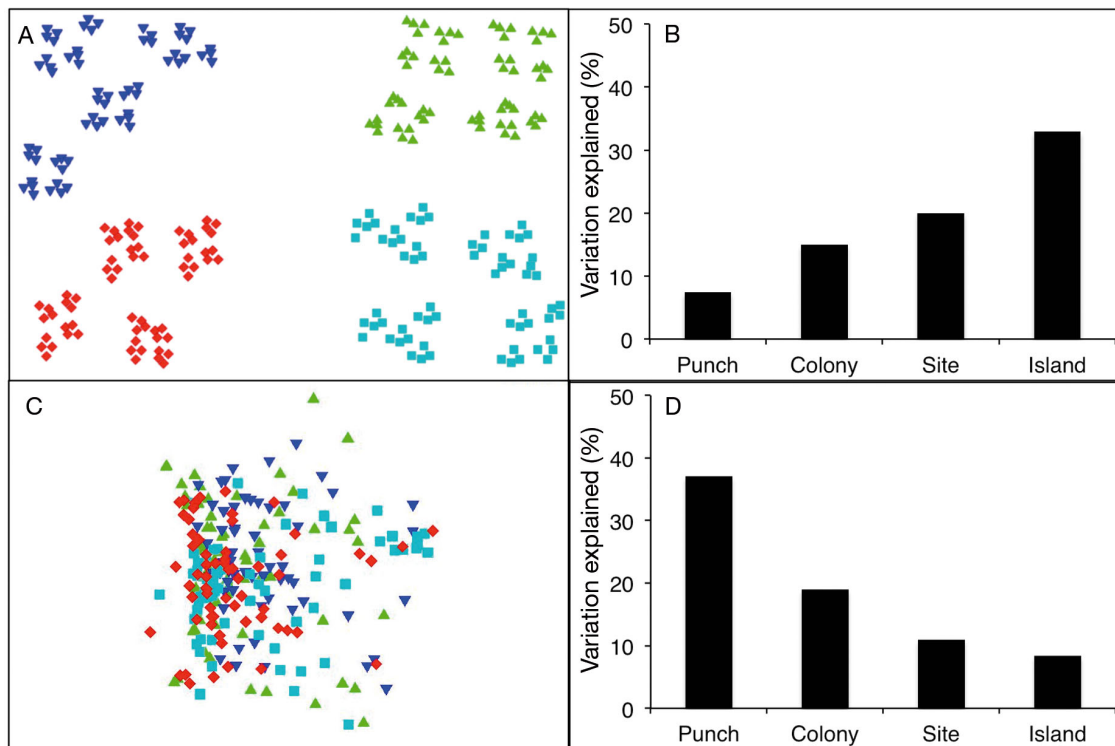 A
B
Variation explained (%)
50
40
30
20
10
0
Punch Colony Site Island
C
D
Variation explained (%)
50
40
30
20
10
0
Punch Colony Site Island